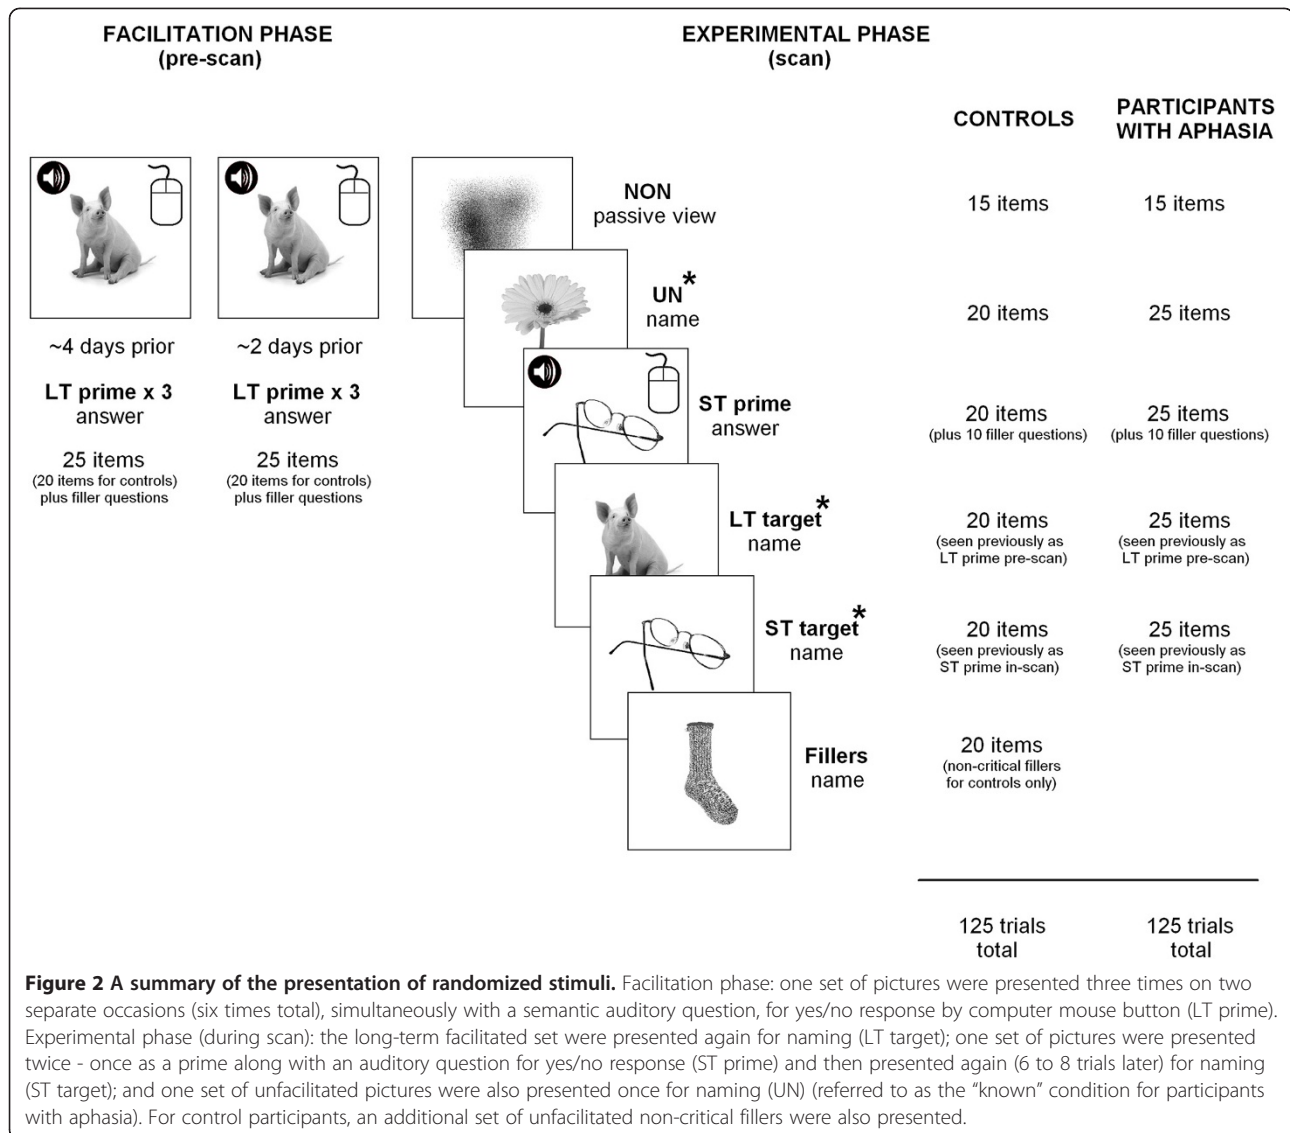 FACILITATION PHASE
(pre-scan)
EXPERIMENTAL PHASE
(scan)
CONTROLS
PARTICIPANTS
WITH APHASIA
~4 days prior
LT prime x 3
answer
25 items
(20 items for controls)
plus filler questions
~2 days prior
LT prime x 3
answer
25 items
(20 items for controls)
plus filler questions
NON
passive view
15 items
15 items
UN*
name
20 items
25 items
ST prime
answer
20 items
(plus 10 filler questions)
25 items
(plus 10 filler questions)
LT target*
name
20 items
(seen previously as
LT prime pre-scan)
25 items
(seen previously as
LT prime pre-scan)
ST target*
name
20 items
(seen previously as
ST prime in-scan)
25 items
(seen previously as
ST prime in-scan)
Fillers
name
20 items
(non-critical fillers
for controls only)
125 trials
total
125 trials
total
Figure 2 A summary of the presentation of randomized stimuli. Facilitation phase: one set of pictures were presented three times on two
separate occasions (six times total), simultaneously with a semantic auditory question, for yes/no response by computer mouse button (LT prime).
Experimental phase (during scan): the long-term facilitated set were presented again for naming (LT target); one set of pictures were presented
twice - once as a prime along with an auditory question for yes/no response (ST prime) and then presented again (6 to 8 trials later) for naming
(ST target); and one set of unfacilitated pictures were also presented once for naming (UN) (referred to as the “known” condition for participants
with aphasia). For control participants, an additional set of unfacilitated non-critical fillers were also presented.